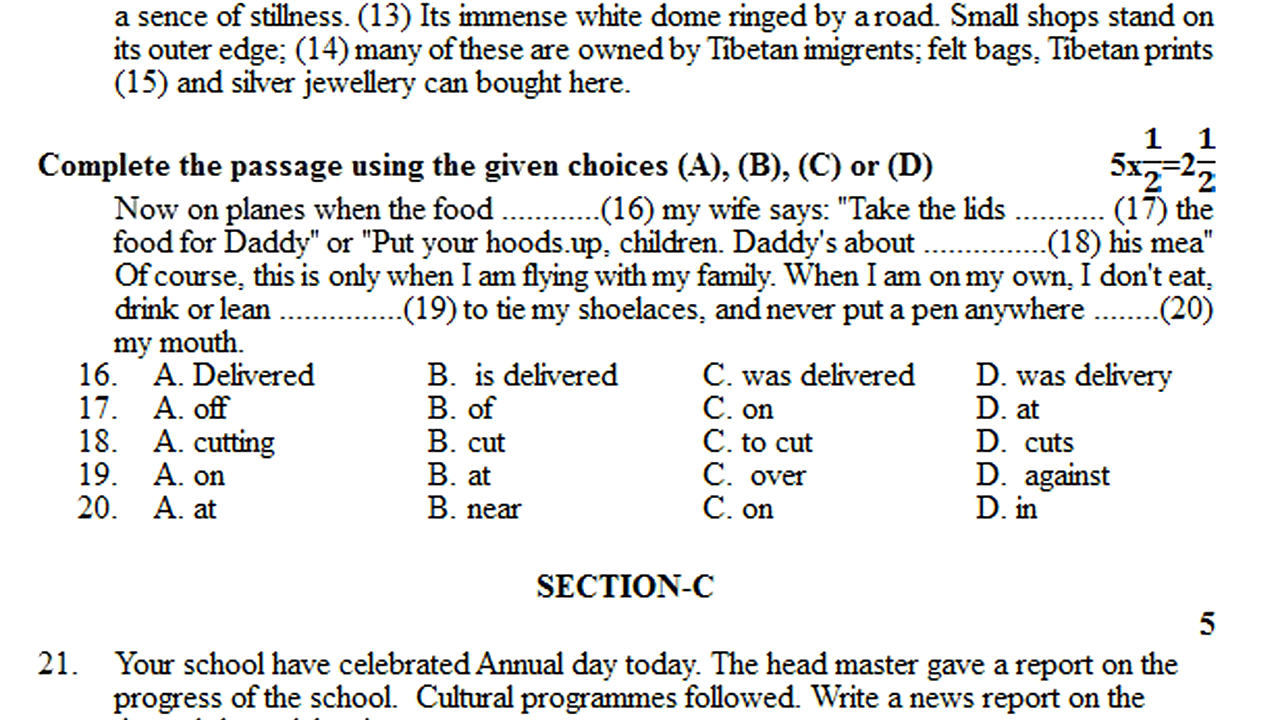 a sence of stillness. (13) Its immense white dome ringed by a road. Small shops stand on
its outer edge; (14) many of these are owned by Tibetan imigrents; felt bags, Tibetan prints
(15) and silver jewellery can bought here.
Complete the passage using the given choices (A), (B), (C) or (D) 5x1/2=2 1/2
Now on planes when the food ............(16) my wife says: "Take the lids ........... (17) the
food for Daddy" or "Put your hoods.up, children. Daddy's about ...............(18) his mea"
Of course, this is only when I am flying with my family. When I am on my own, I don't eat,
drink or lean ...............(19) to tie my shoelaces, and never put a pen anywhere ........(20)
my mouth.
16. A. Delivered B. is delivered C. was delivered D. was delivery
17. A. off B. of C. on D. at
18. A. cutting B. cut C. to cut D. cuts
19. A. on B. at C. over D. against
20. A. at B. near C. on D. in
SECTION-C
5
21. Your school have celebrated Annual day today. The head master gave a report on the
progress of the school. Cultural programmes followed. Write a news report on the